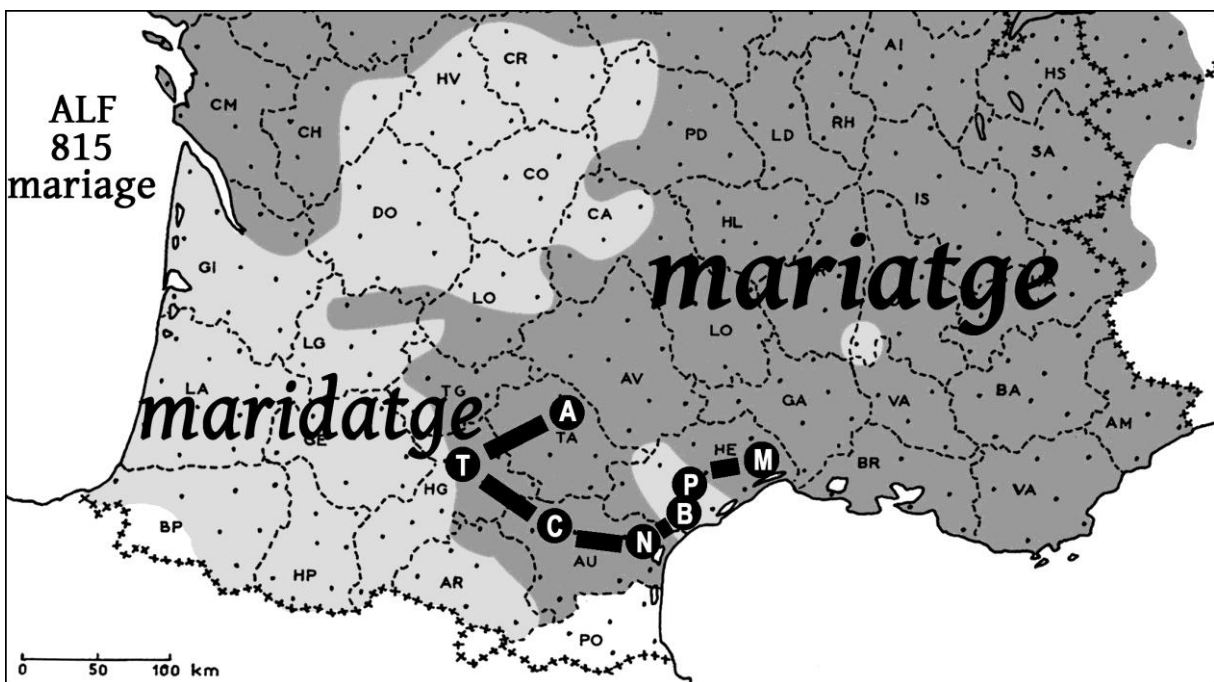 ALF
815
mariage
CR
HV
AI
HS
CM
CH
PD
LD
RH
SA
CO
DO
CA
HL
IS
GI
LO
mariatge
LG
LO
LA
maridatge
TG
AV
GA
VA
BA
AM
A
TA
T
HE
M
HG
P
BR
VA
B
BP
C
N
AU
HP
AR
PO
0 50 100 km